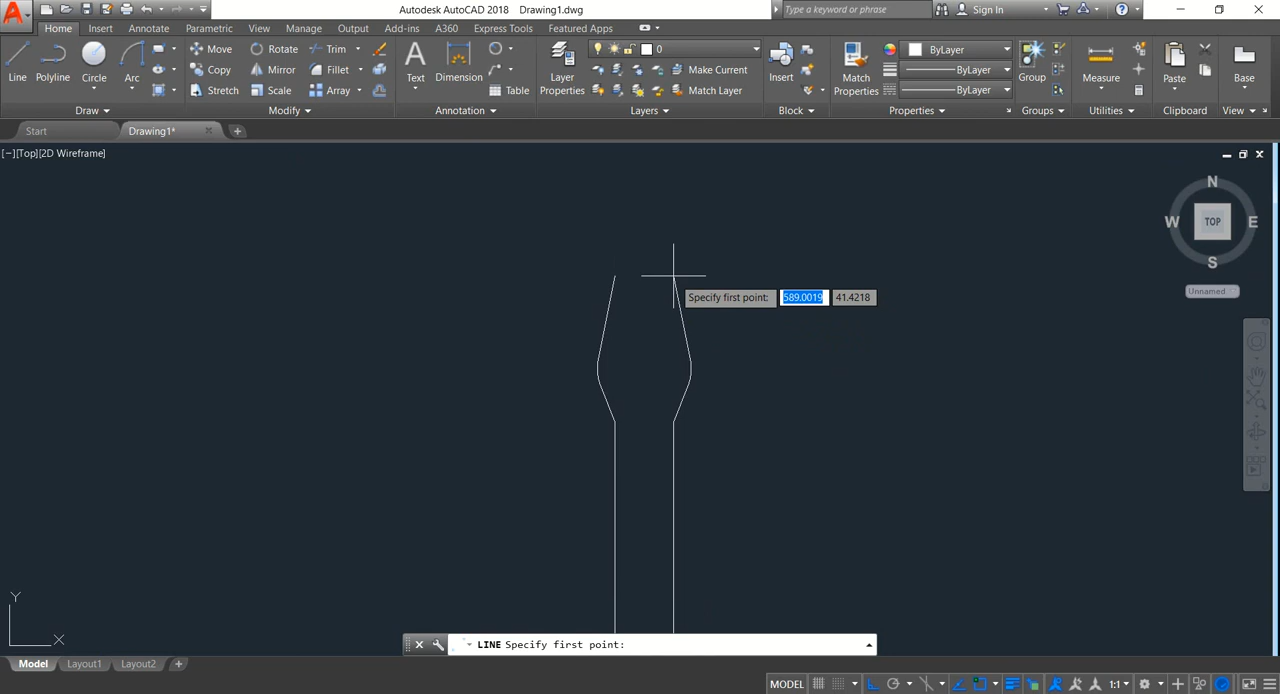 Autodesk AutoCAD 2018 Drawing1.dwg
Type a keyword or phrase
Sign In
Home Insert Annotate Parametric View Manage Output Add-ins A360 Express Tools Featured Apps
Line Polyline Circle Arc
Move Rotate Trim
Copy Mirror Fillet
Stretch Scale Array
Text Dimension Table
Layer Properties
0
Make Current
Match Layer
Insert
Match Properties
ByLayer
ByLayer
ByLayer
Group
Measure
Paste
Base
Draw Modify Annotation Layers Block Properties Groups Utilities Clipboard View
Start Drawing1*
[−][Top][2D Wireframe]
N
W TOP E
S
Unnamed
Specify first point: 589.0019 41.4218
Y
X
LINE Specify first point:
Model Layout1 Layout2
MODEL 1:1